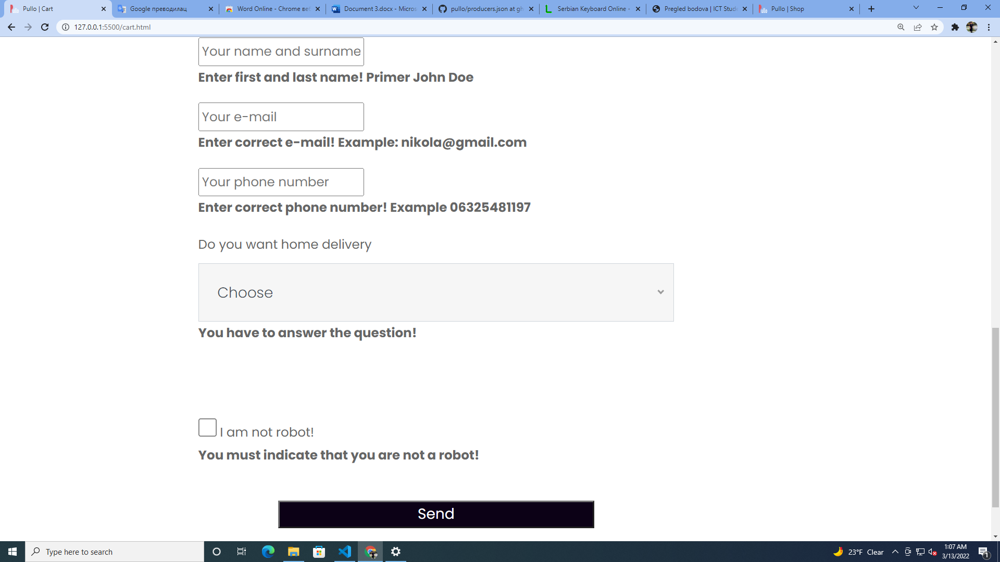 Pullo | Cart
Google преводилац
Word Online - Chrome ве
Document 3.docx - Micros
pullo/producers.json at gh
Serbian Keyboard Online
Pregled bodova | ICT Stud
Pullo | Shop
127.0.0.1:5500/cart.html
Your name and surname
Enter first and last name! Primer John Doe
Your e-mail
Enter correct e-mail! Example: nikola@gmail.com
Your phone number
Enter correct phone number! Example 06325481197
Do you want home delivery
Choose
You have to answer the question!
I am not robot!
You must indicate that you are not a robot!
Send
Type here to search
23°F Clear
1:07 AM
3/13/2022
1